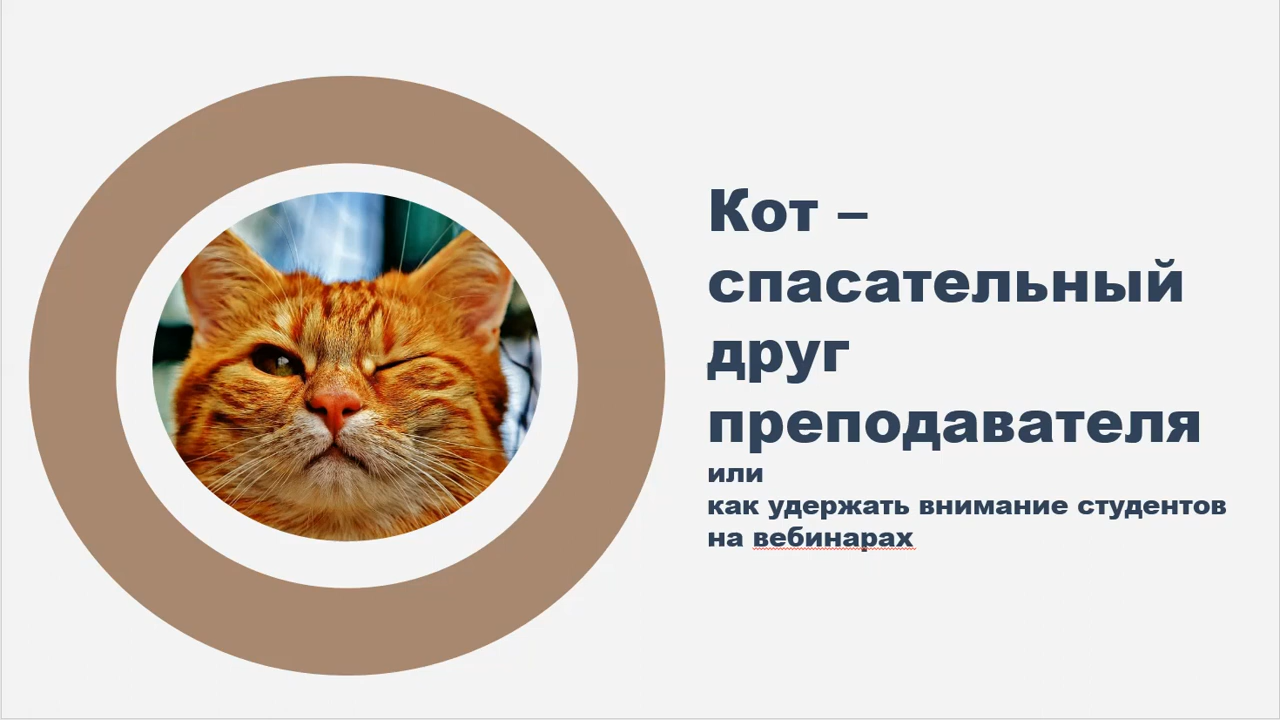 Кот –
спасательный
друг
преподавателя
или
как удержать внимание студентов
на вебинарах